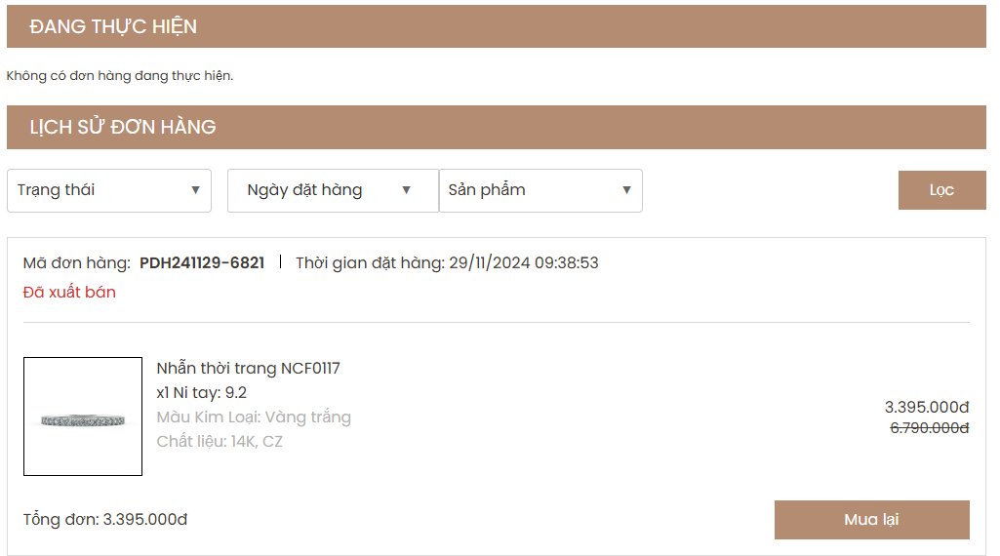 ĐANG THỰC HIỆN
Không có đơn hàng đang thực hiện.
LỊCH SỬ ĐƠN HÀNG
Trạng thái ▼ Ngày đặt hàng ▼ Sản phẩm ▼ Lọc
Mã đơn hàng: PDH241129-6821 | Thời gian đặt hàng: 29/11/2024 09:38:53
Đã xuất bán
Nhẫn thời trang NCF0117
x1 Ni tay: 9.2
Màu Kim Loại: Vàng trắng
Chất liệu: 14K, CZ
3.395.000đ
6.790.000đ
Tổng đơn: 3.395.000đ
Mua lại